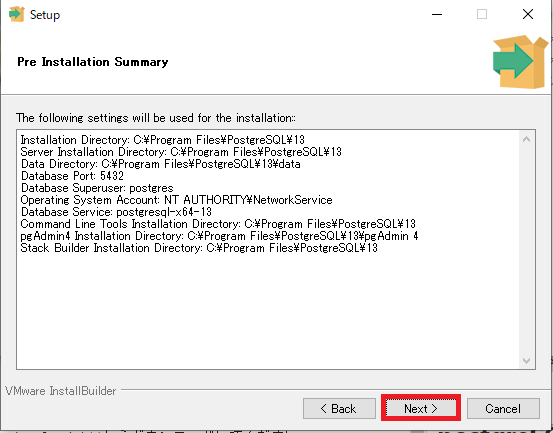 Setup
Pre Installation Summary
The following settings will be used for the installation:
Installation Directory: C:¥Program Files¥PostgreSQL¥13
Server Installation Directory: C:¥Program Files¥PostgreSQL¥13
Data Directory: C:¥Program Files¥PostgreSQL¥13¥data
Database Port: 5432
Database Superuser: postgres
Operating System Account: NT AUTHORITY¥NetworkService
Database Service: postgresql-x64-13
Command Line Tools Installation Directory: C:¥Program Files¥PostgreSQL¥13
pgAdmin4 Installation Directory: C:¥Program Files¥PostgreSQL¥13¥pgAdmin 4
Stack Builder Installation Directory: C:¥Program Files¥PostgreSQL¥13
VMware InstallBuilder
< Back
Next >
Cancel